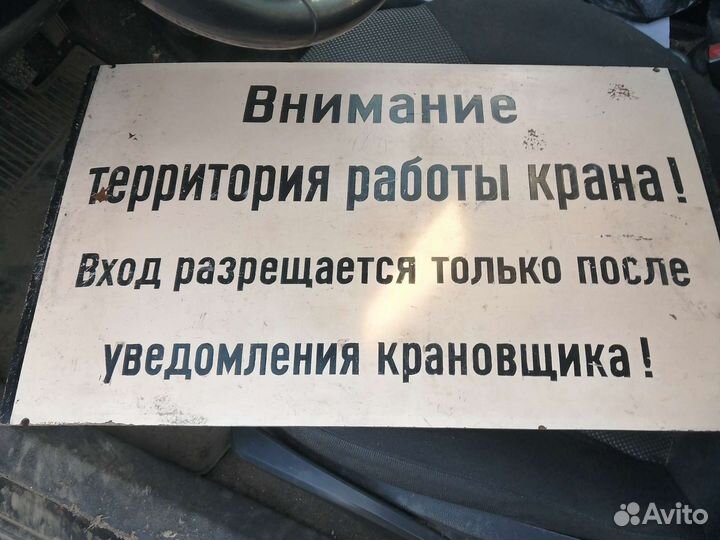 Внимание
территория работы крана!
Вход разрещается только после
уведомления крановщика!
Avito